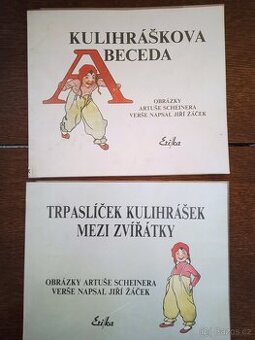 KULIHRÁŠKOVA
ABECEDA
OBRÁZKY
ARTUŠE SCHEINERA
VERŠE NAPSAL JIŘÍ ŽÁČEK
Erika
TRPASLÍČEK KULIHRÁŠEK
MEZI ZVÍŘÁTKY
OBRÁZKY ARTUŠE SCHEINERA
VERŠE NAPSAL JIŘÍ ŽÁČEK
Erika